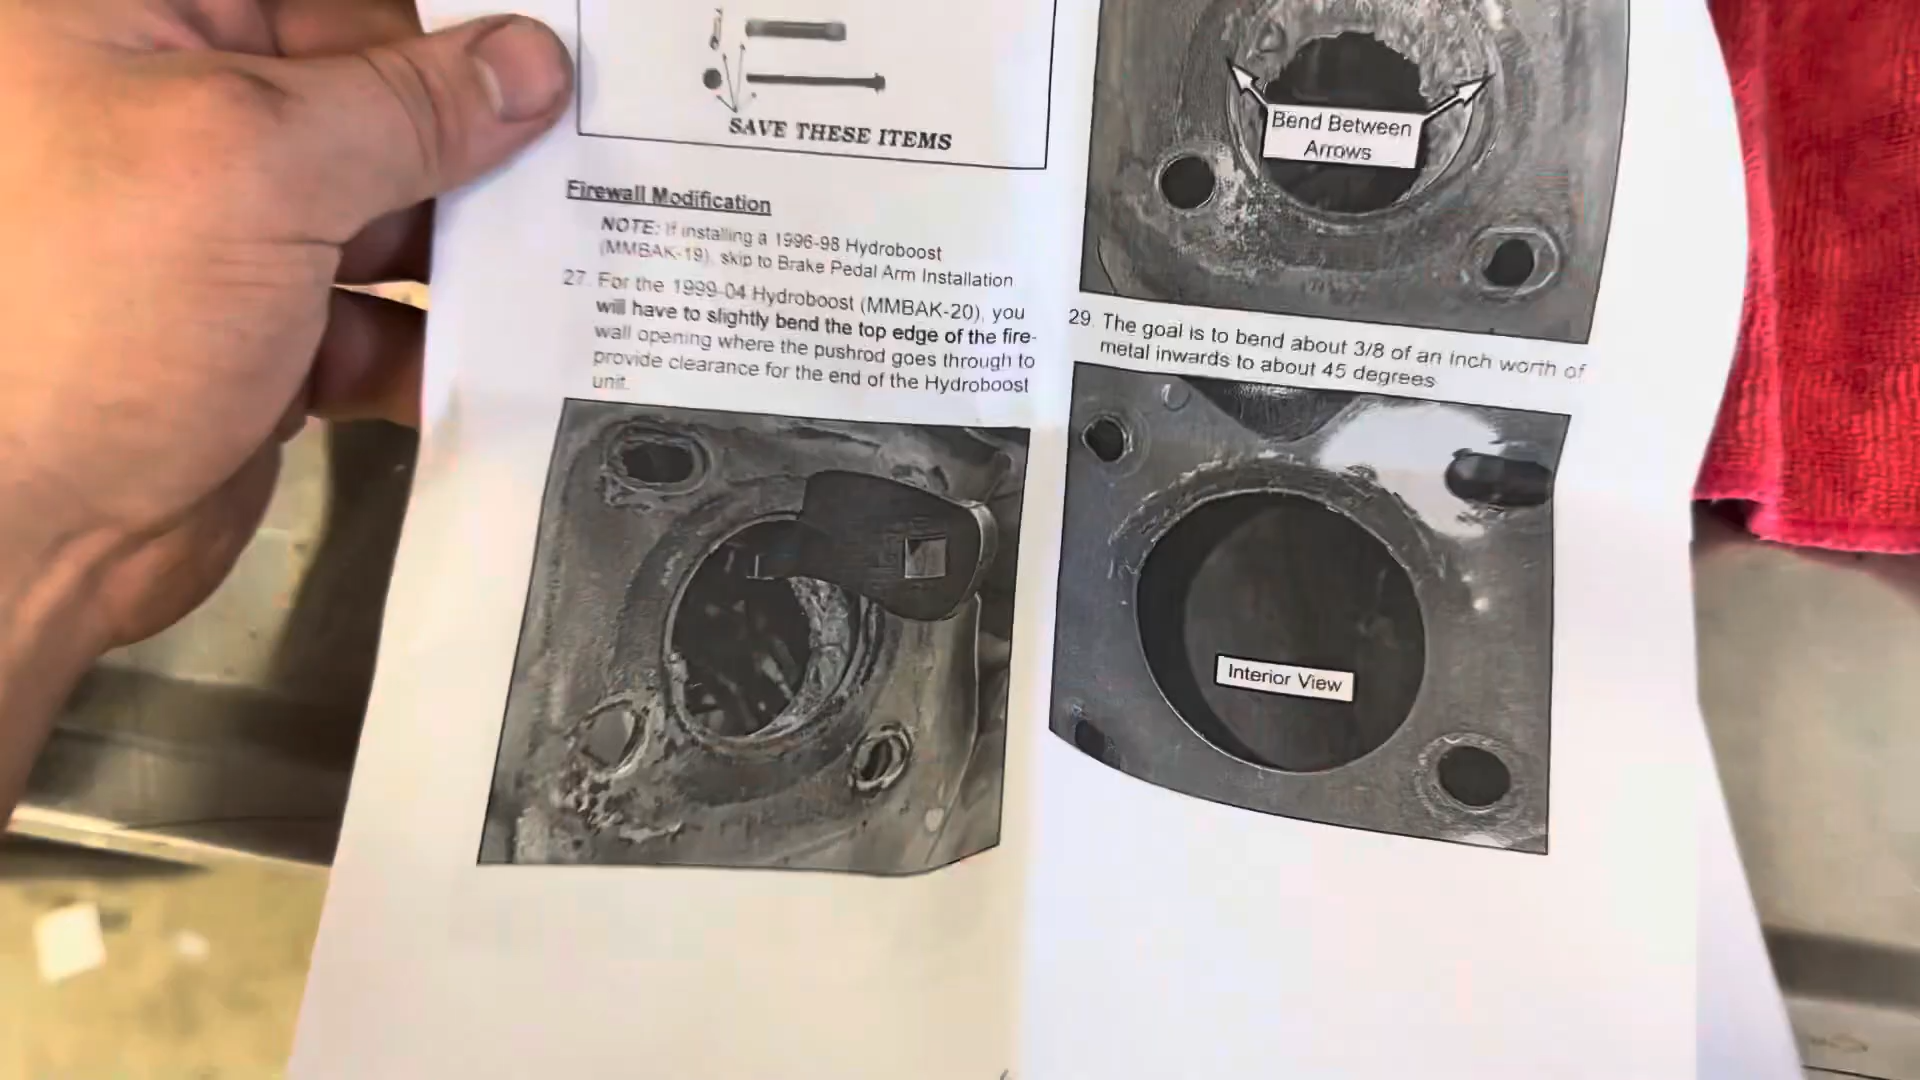 SAVE THESE ITEMS
Firewall Modification
NOTE: If installing a 1996-98 Hydroboost
(MMBAK-19), skip to Brake Pedal Arm Installation
27. For the 1999-04 Hydroboost (MMBAK-20), you
will have to slightly bend the top edge of the fire-
wall opening where the pushrod goes through to
provide clearance for the end of the Hydroboost
unit.
Bend Between
Arrows
29. The goal is to bend about 3/8 of an inch worth of
metal inwards to about 45 degrees
Interior View